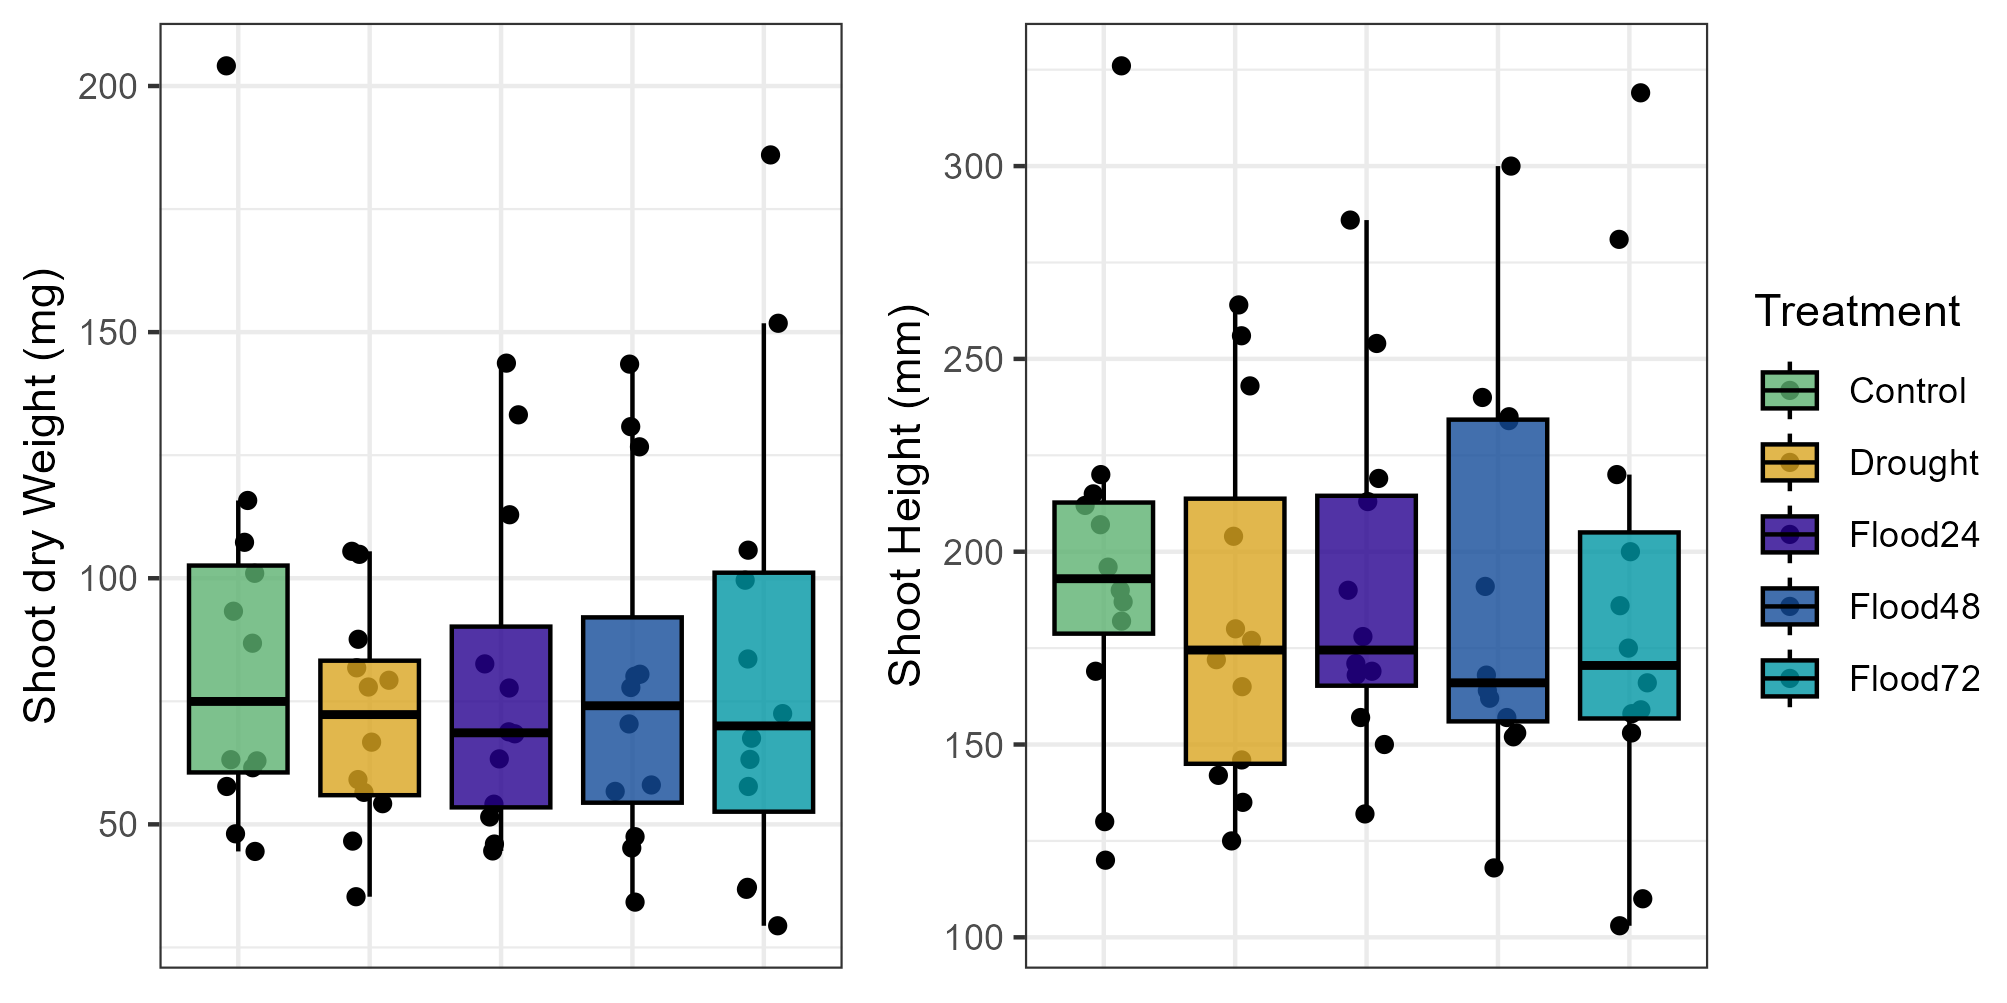 Shoot dry Weight (mg)
200
150
100
50
Shoot Height (mm)
300
250
200
150
100
Treatment
Control
Drought
Flood24
Flood48
Flood72